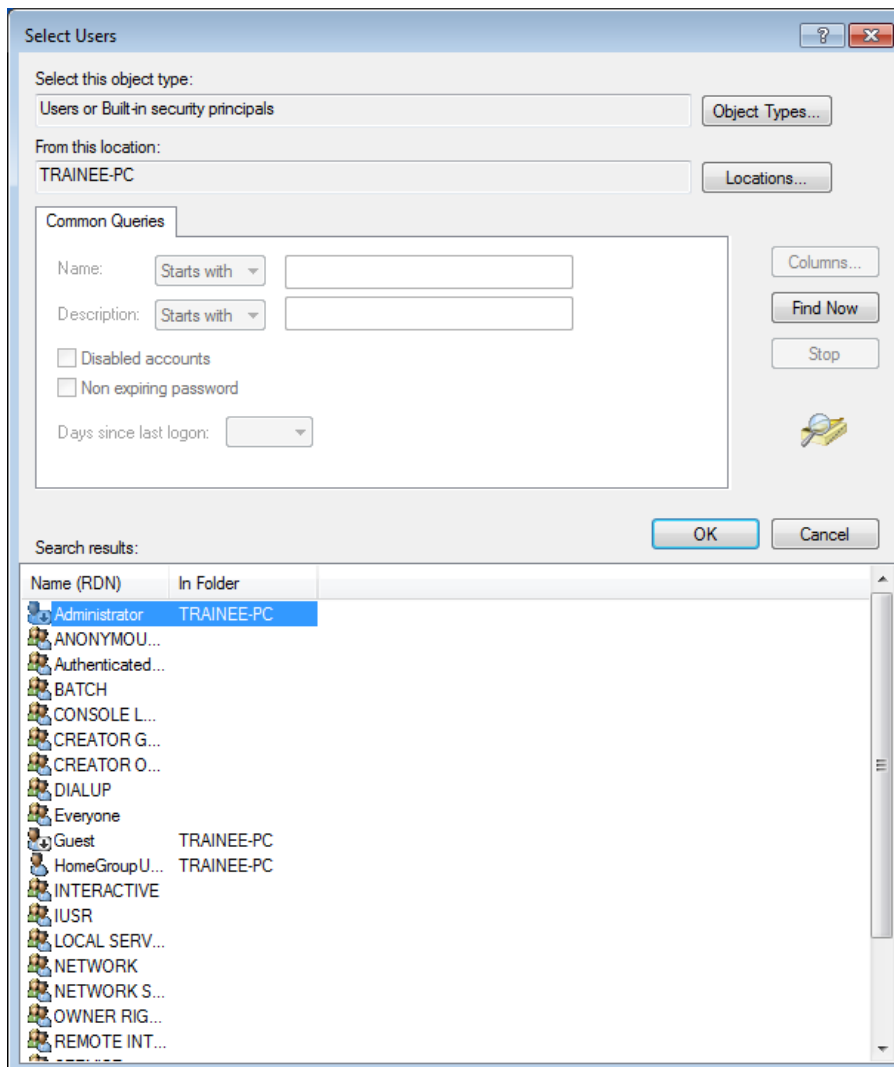 Select Users
Select this object type:
Users or Built-in security principals
Object Types...
From this location:
TRAINEE-PC
Locations...
Common Queries
Name:
Starts with
Description:
Starts with
Disabled accounts
Non expiring password
Days since last logon:
Columns...
Find Now
Stop
OK
Cancel
Search results:
Name (RDN) In Folder
Administrator TRAINEE-PC
ANONYMOU...
Authenticated...
BATCH
CONSOLE L...
CREATOR G...
CREATOR O...
DIALUP
Everyone
Guest TRAINEE-PC
HomeGroupU... TRAINEE-PC
INTERACTIVE
IUSR
LOCAL SERV...
NETWORK
NETWORK S...
OWNER RIG...
REMOTE INT...